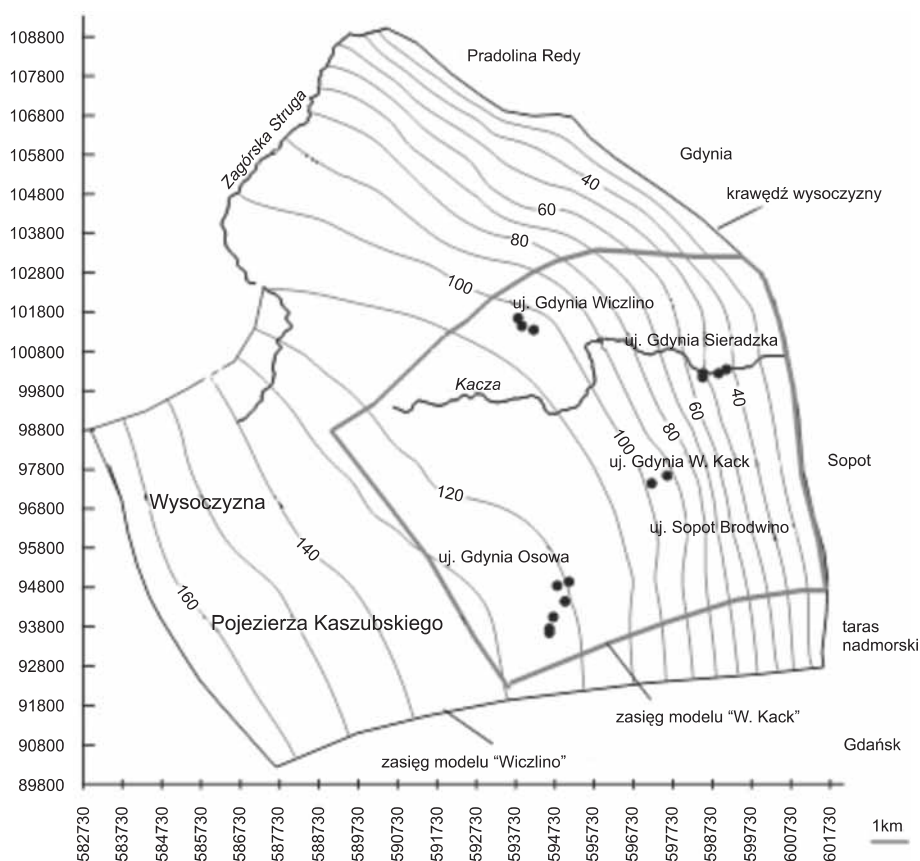 108800
107800
106800
105800
104800
103800
102800
101800
100800
99800
98800
97800
96800
95800
94800
93800
92800
91800
90800
89800
Pradolina Redy
Zagórska Struga
Gdynia
krawędź wysoczyzny
40
60
80
100
uj. Gdynia Wiczlino
uj. Gdynia Sieradzka
Kacza
60
40
100
80
uj. Gdynia W. Kack
Sopot
120
Wysoczyzna
uj. Sopot Brodwino
140
uj. Gdynia Osowa
160
Pojezierza Kaszubskiego
taras
nadmorski
zasięg modelu “W. Kack”
Gdańsk
zasięg modelu “Wiczlino”
582730
583730
584730
585730
586730
587730
588730
589730
590730
591730
592730
593730
594730
595730
596730
597730
598730
599730
600730
601730
1km